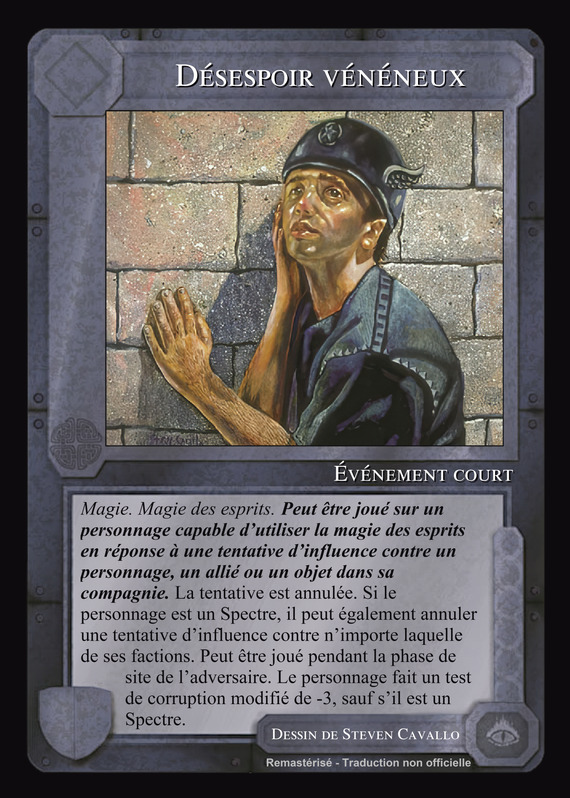 Désespoir vénéneux
Événement court
Magie. Magie des esprits. Peut être joué sur un
personnage capable d'utiliser la magie des esprits
en réponse à une tentative d'influence contre un
personnage, un allié ou un objet dans sa
compagnie. La tentative est annulée. Si le
personnage est un Spectre, il peut également annuler
une tentative d'influence contre n'importe laquelle
de ses factions. Peut être joué pendant la phase de
site de l'adversaire. Le personnage fait un test
de corruption modifié de -3, sauf s'il est un
Spectre.
Dessin de Steven Cavallo
Remastérisé - Traduction non officielle